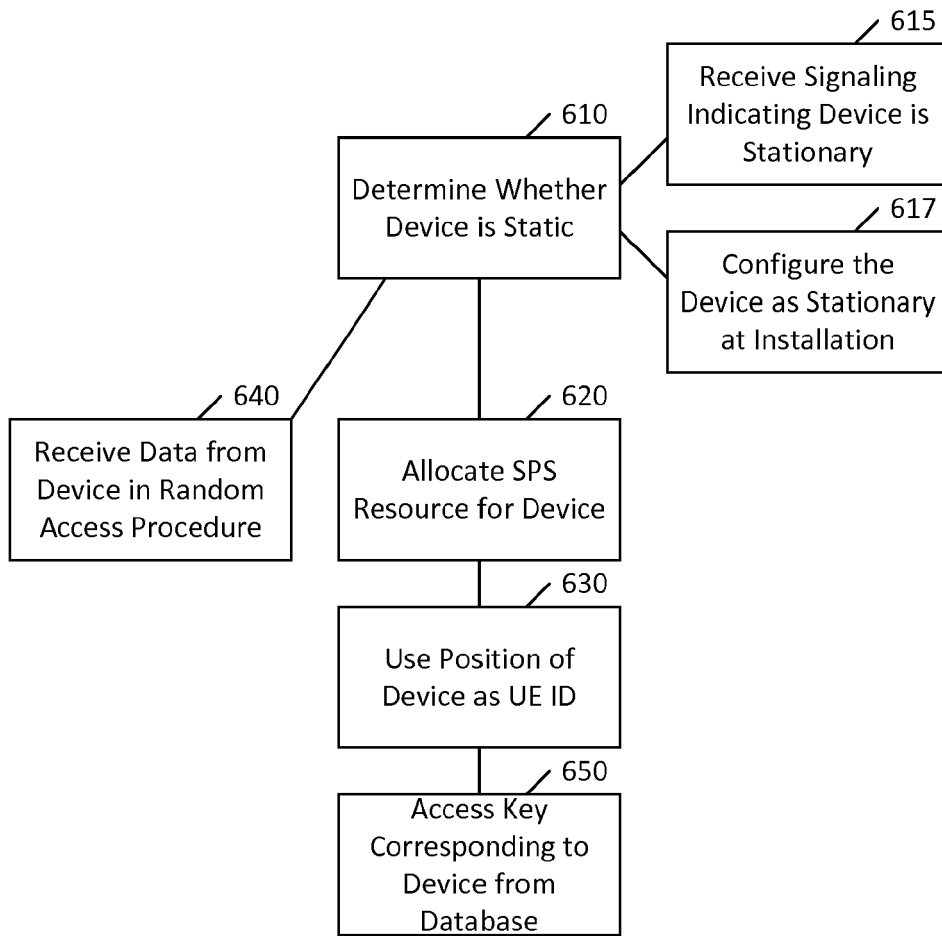 615
Receive Signaling
Indicating Device is
Stationary
610
Determine Whether
Device is Static
617
Configure the
Device as Stationary
at Installation
640
Receive Data from
Device in Random
Access Procedure
620
Allocate SPS
Resource for Device
630
Use Position of
Device as UE ID
650
Access Key
Corresponding to
Device from
Database